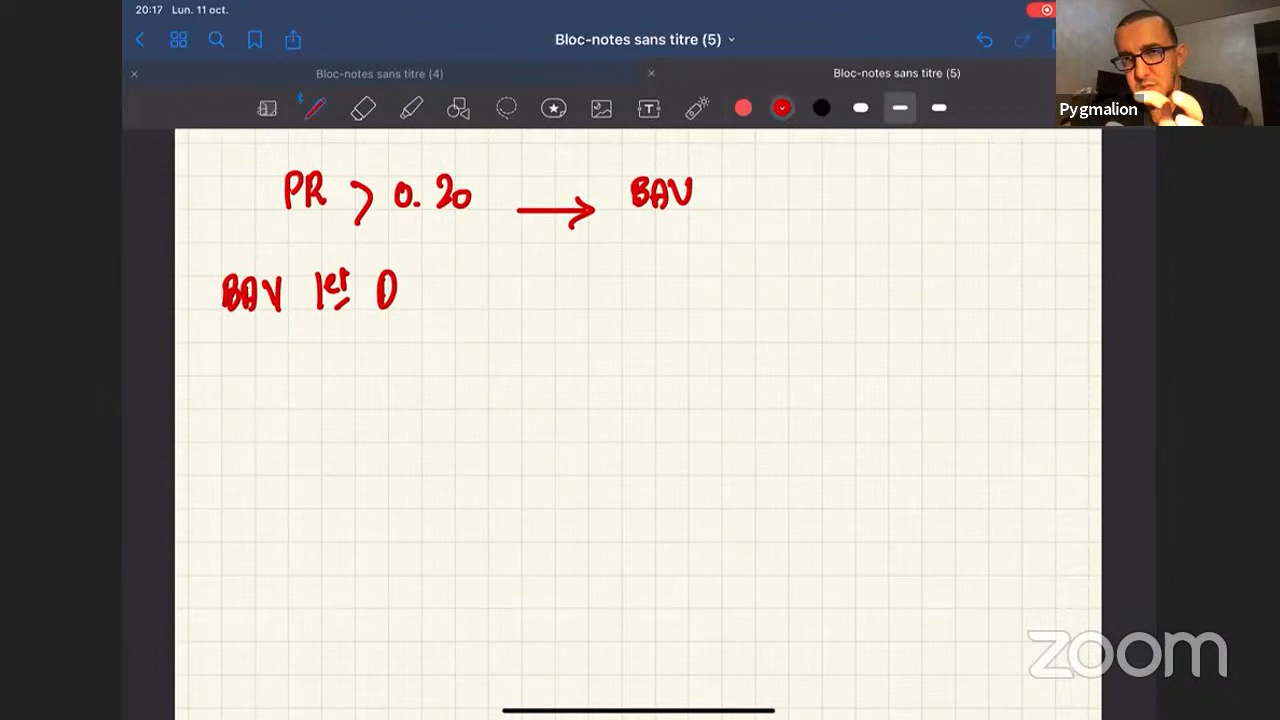 20:17 Lun. 11 oct.
Bloc-notes sans titre (5)
Bloc-notes sans titre (4)
Bloc-notes sans titre (5)
Pygmalion
PR > 0.20 → BAV
BAV 1er D
zoom